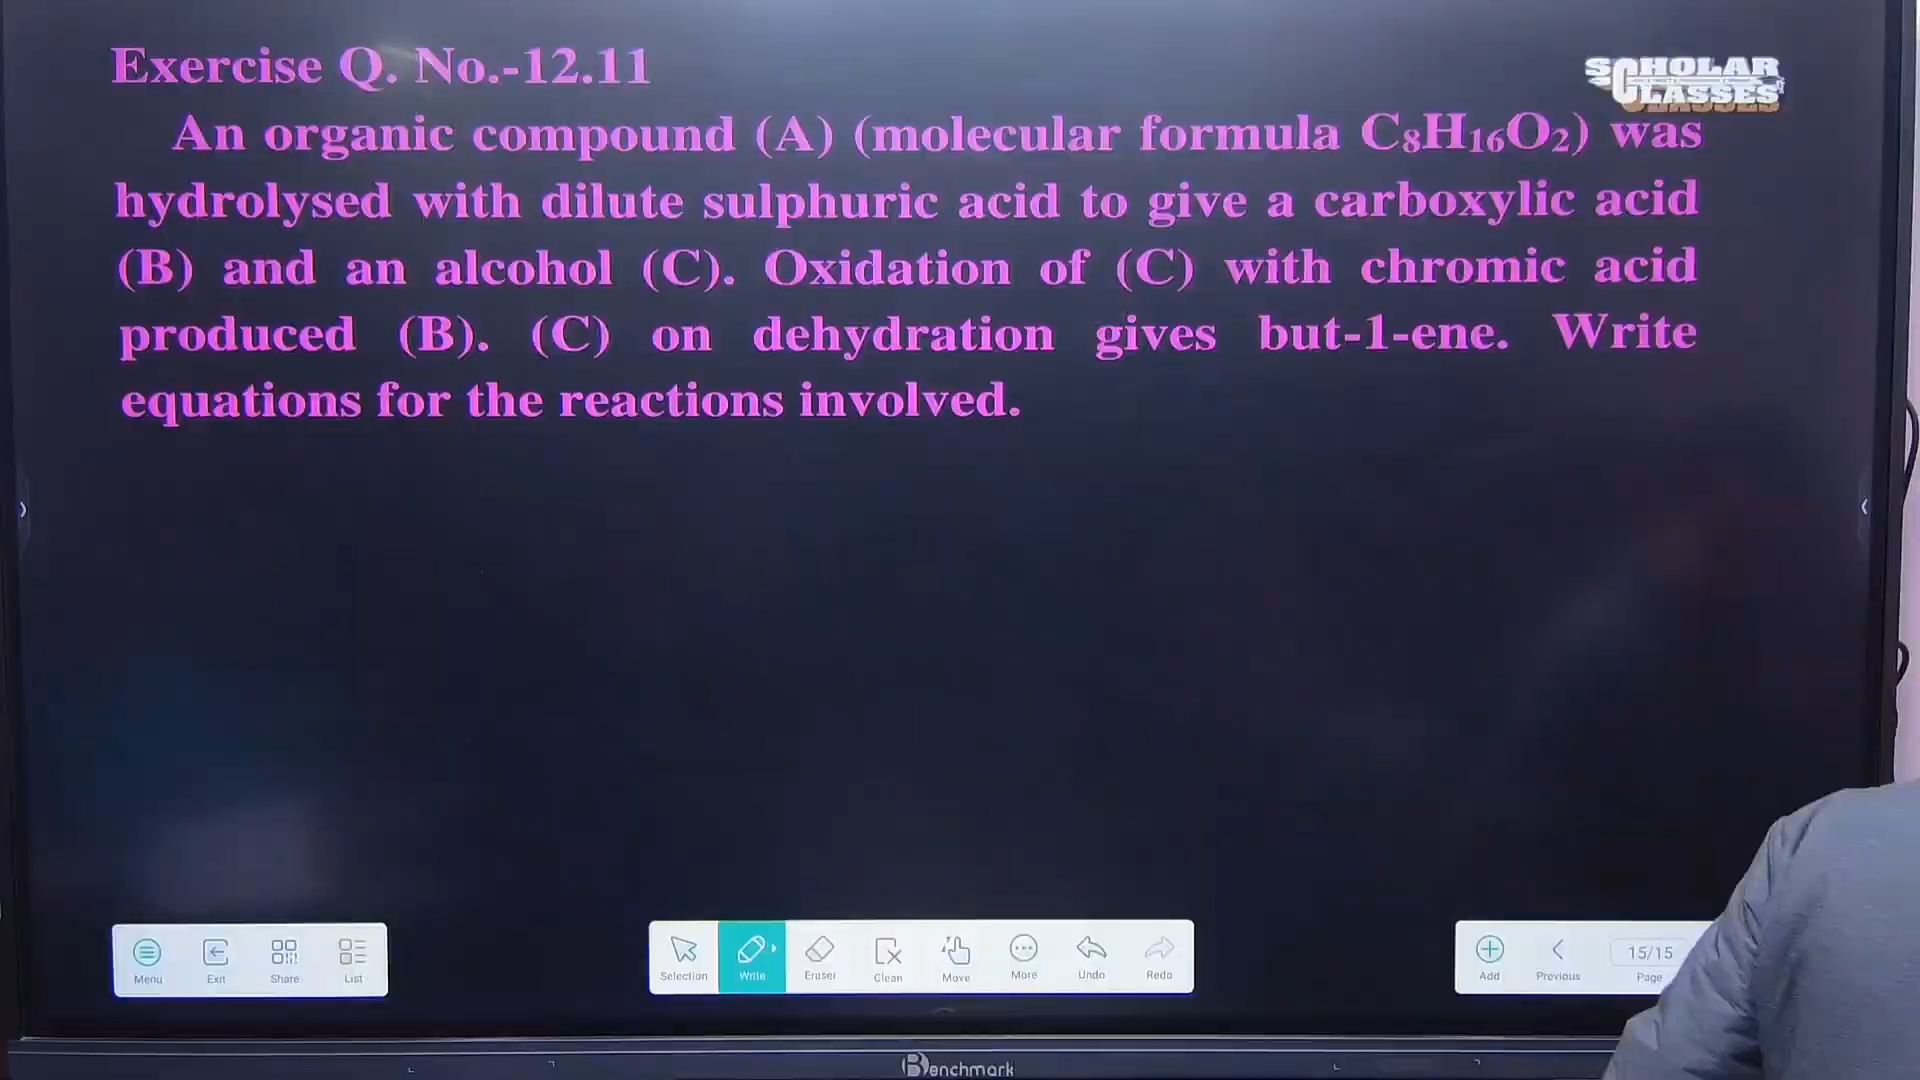 Exercise Q. No.-12.11
SCHOLAR
CLASSES
An organic compound (A) (molecular formula C₈H₁₆O₂) was
hydrolysed with dilute sulphuric acid to give a carboxylic acid
(B) and an alcohol (C). Oxidation of (C) with chromic acid
produced (B). (C) on dehydration gives but-1-ene. Write
equations for the reactions involved.
Menu Exit Share List
Selection Write Eraser Clean Move More Undo Redo
Add Previous 15/15 Page
Benchmark